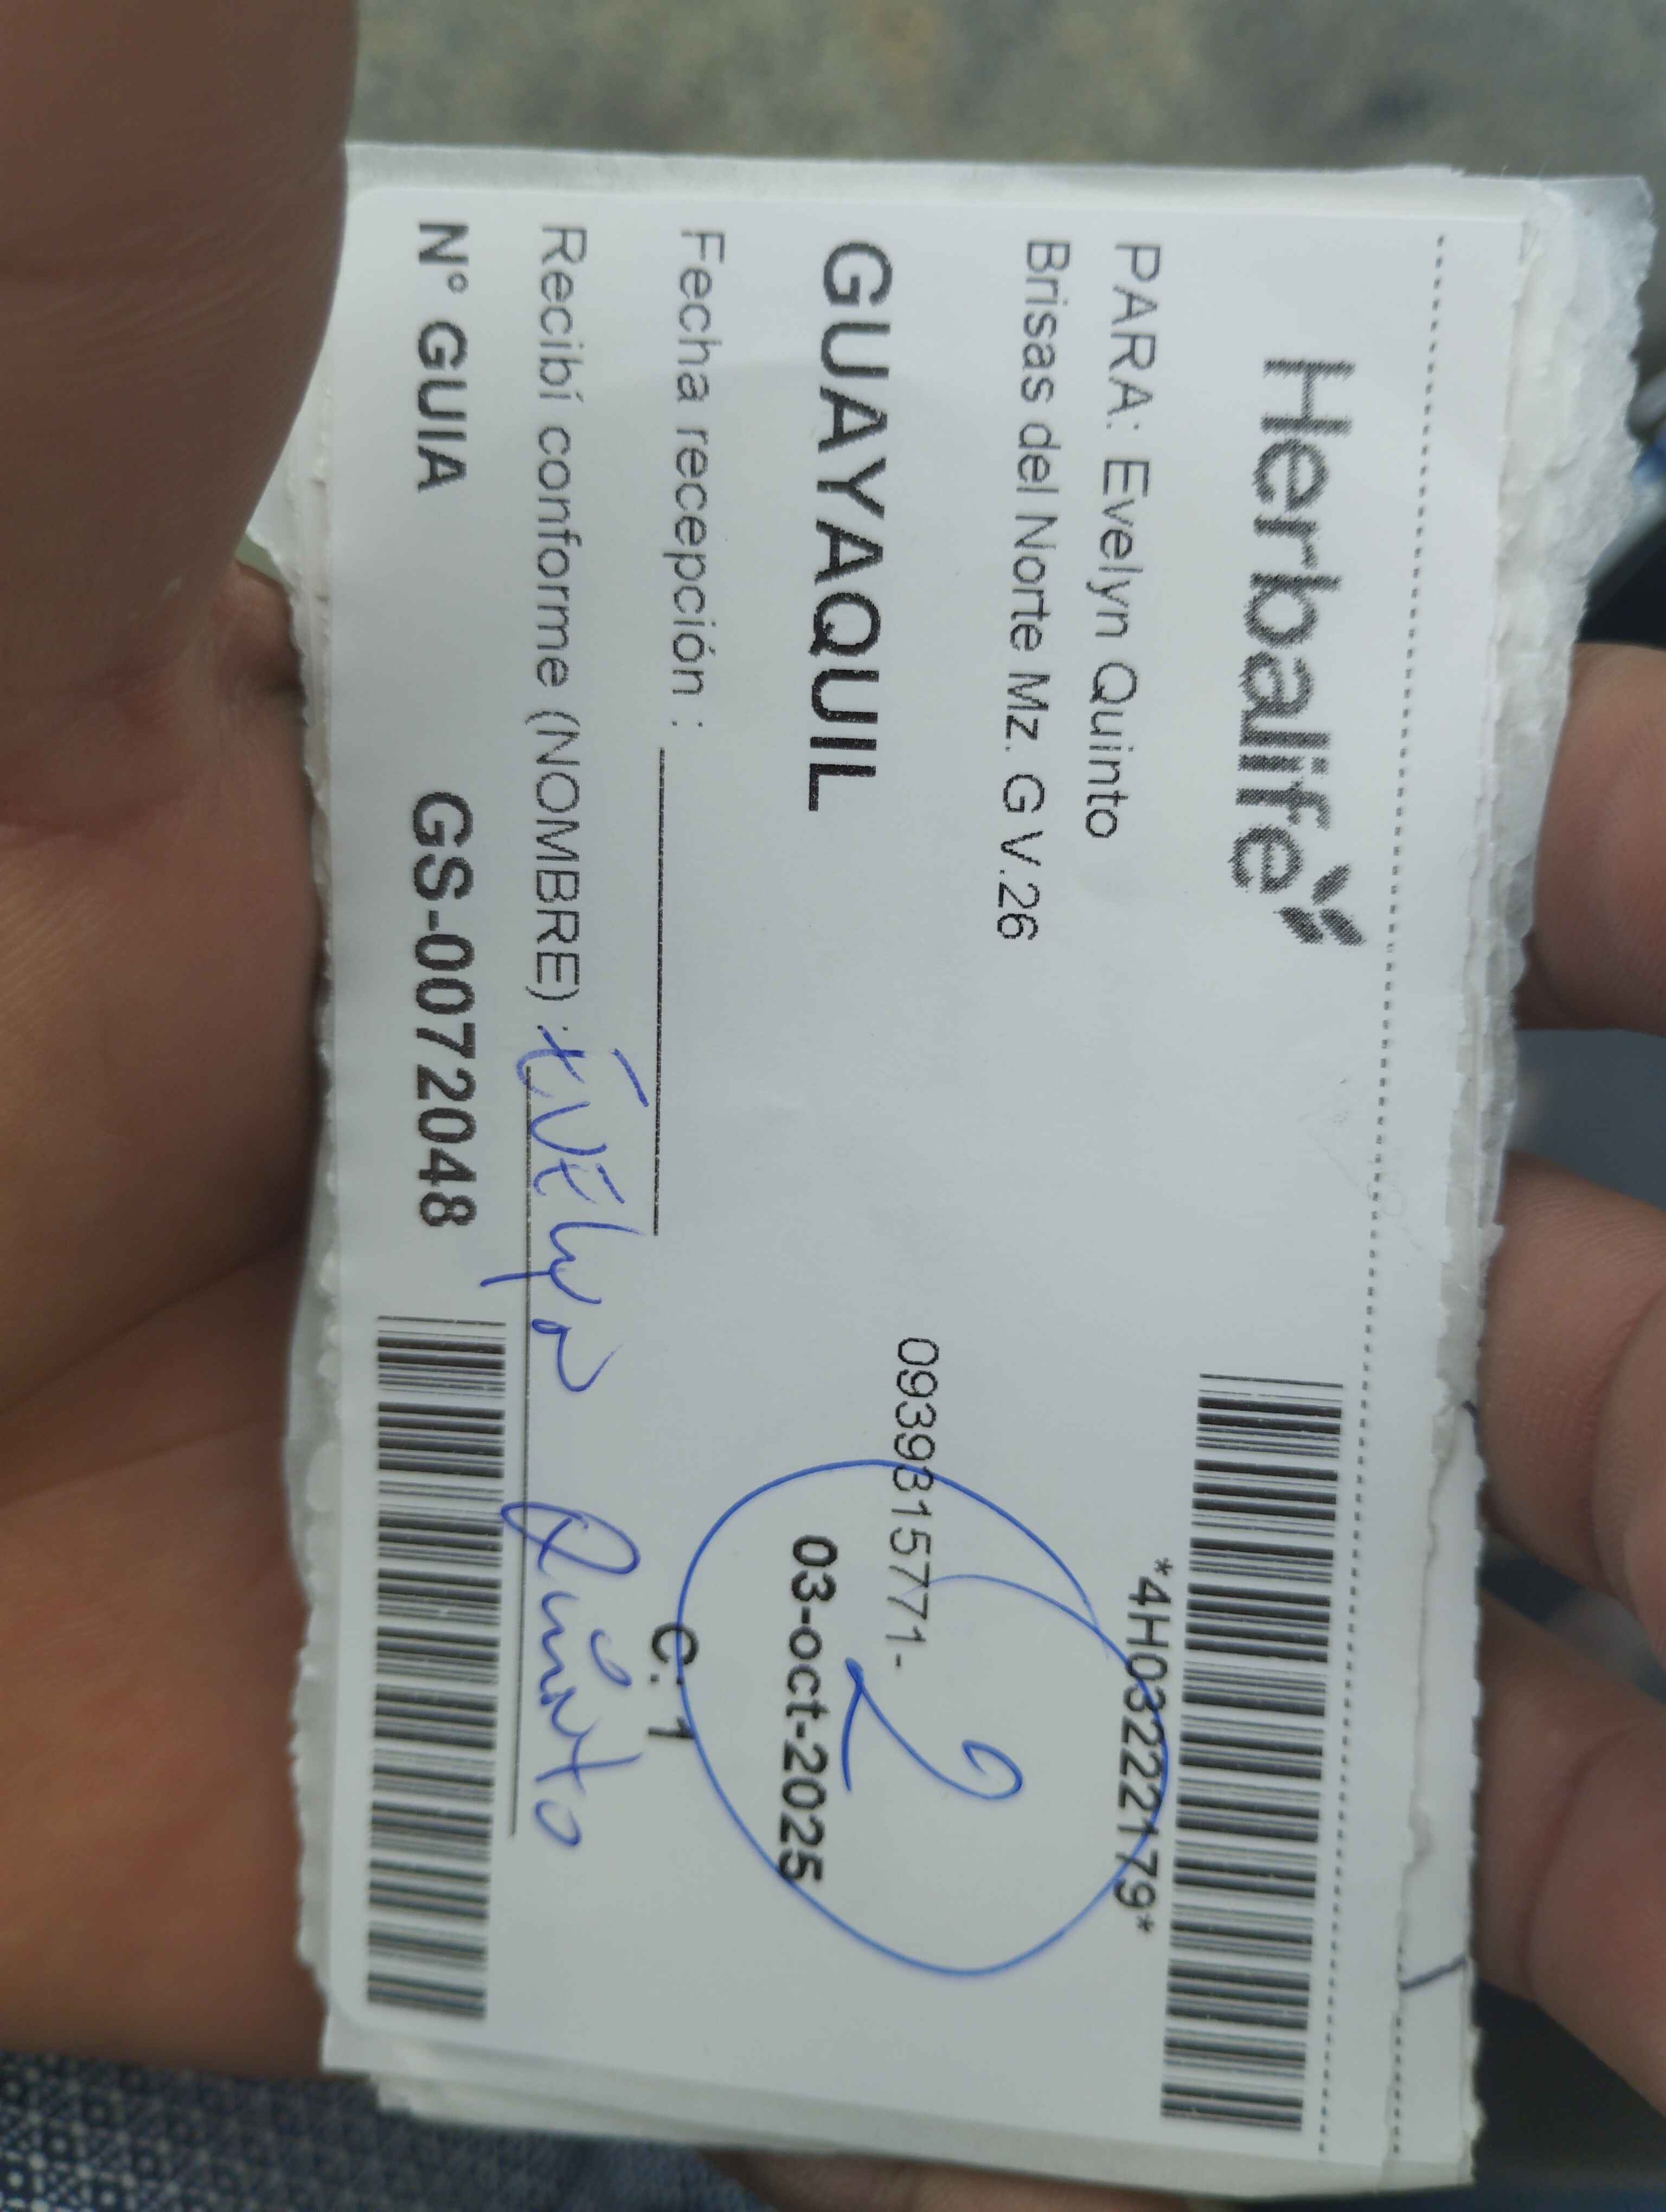 Herbalife
*4H03222179*
PARA: Evelyn Quinto
Brisas del Norte Mz. G V.26
0939815771-
2
GUAYAQUIL
03-oct-2025
Fecha recepción :
C: 1
Recibí conforme (NOMBRE) : Evelyn Quinto
N° GUIA GS-0072048